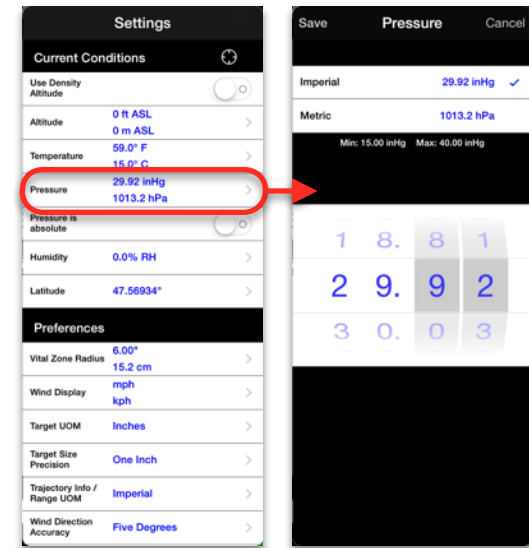 Settings
Current Conditions
Use Density
Altitude
Altitude
0 ft ASL
0 m ASL
Temperature
59.0° F
15.0° C
Pressure
29.92 inHg
1013.2 hPa
Pressure is
absolute
Humidity
0.0% RH
Latitude
47.56934°
Preferences
Vital Zone Radius
6.00"
15.2 cm
Wind Display
mph
kph
Target UOM
Inches
Target Size
Precision
One Inch
Trajectory Info /
Range UOM
Imperial
Wind Direction
Accuracy
Five Degrees
Save Pressure Cancel
Imperial 29.92 inHg
Metric 1013.2 hPa
Min: 15.00 inHg Max: 40.00 inHg
1 8. 8 1
2 9. 9 2
3 0. 0 3